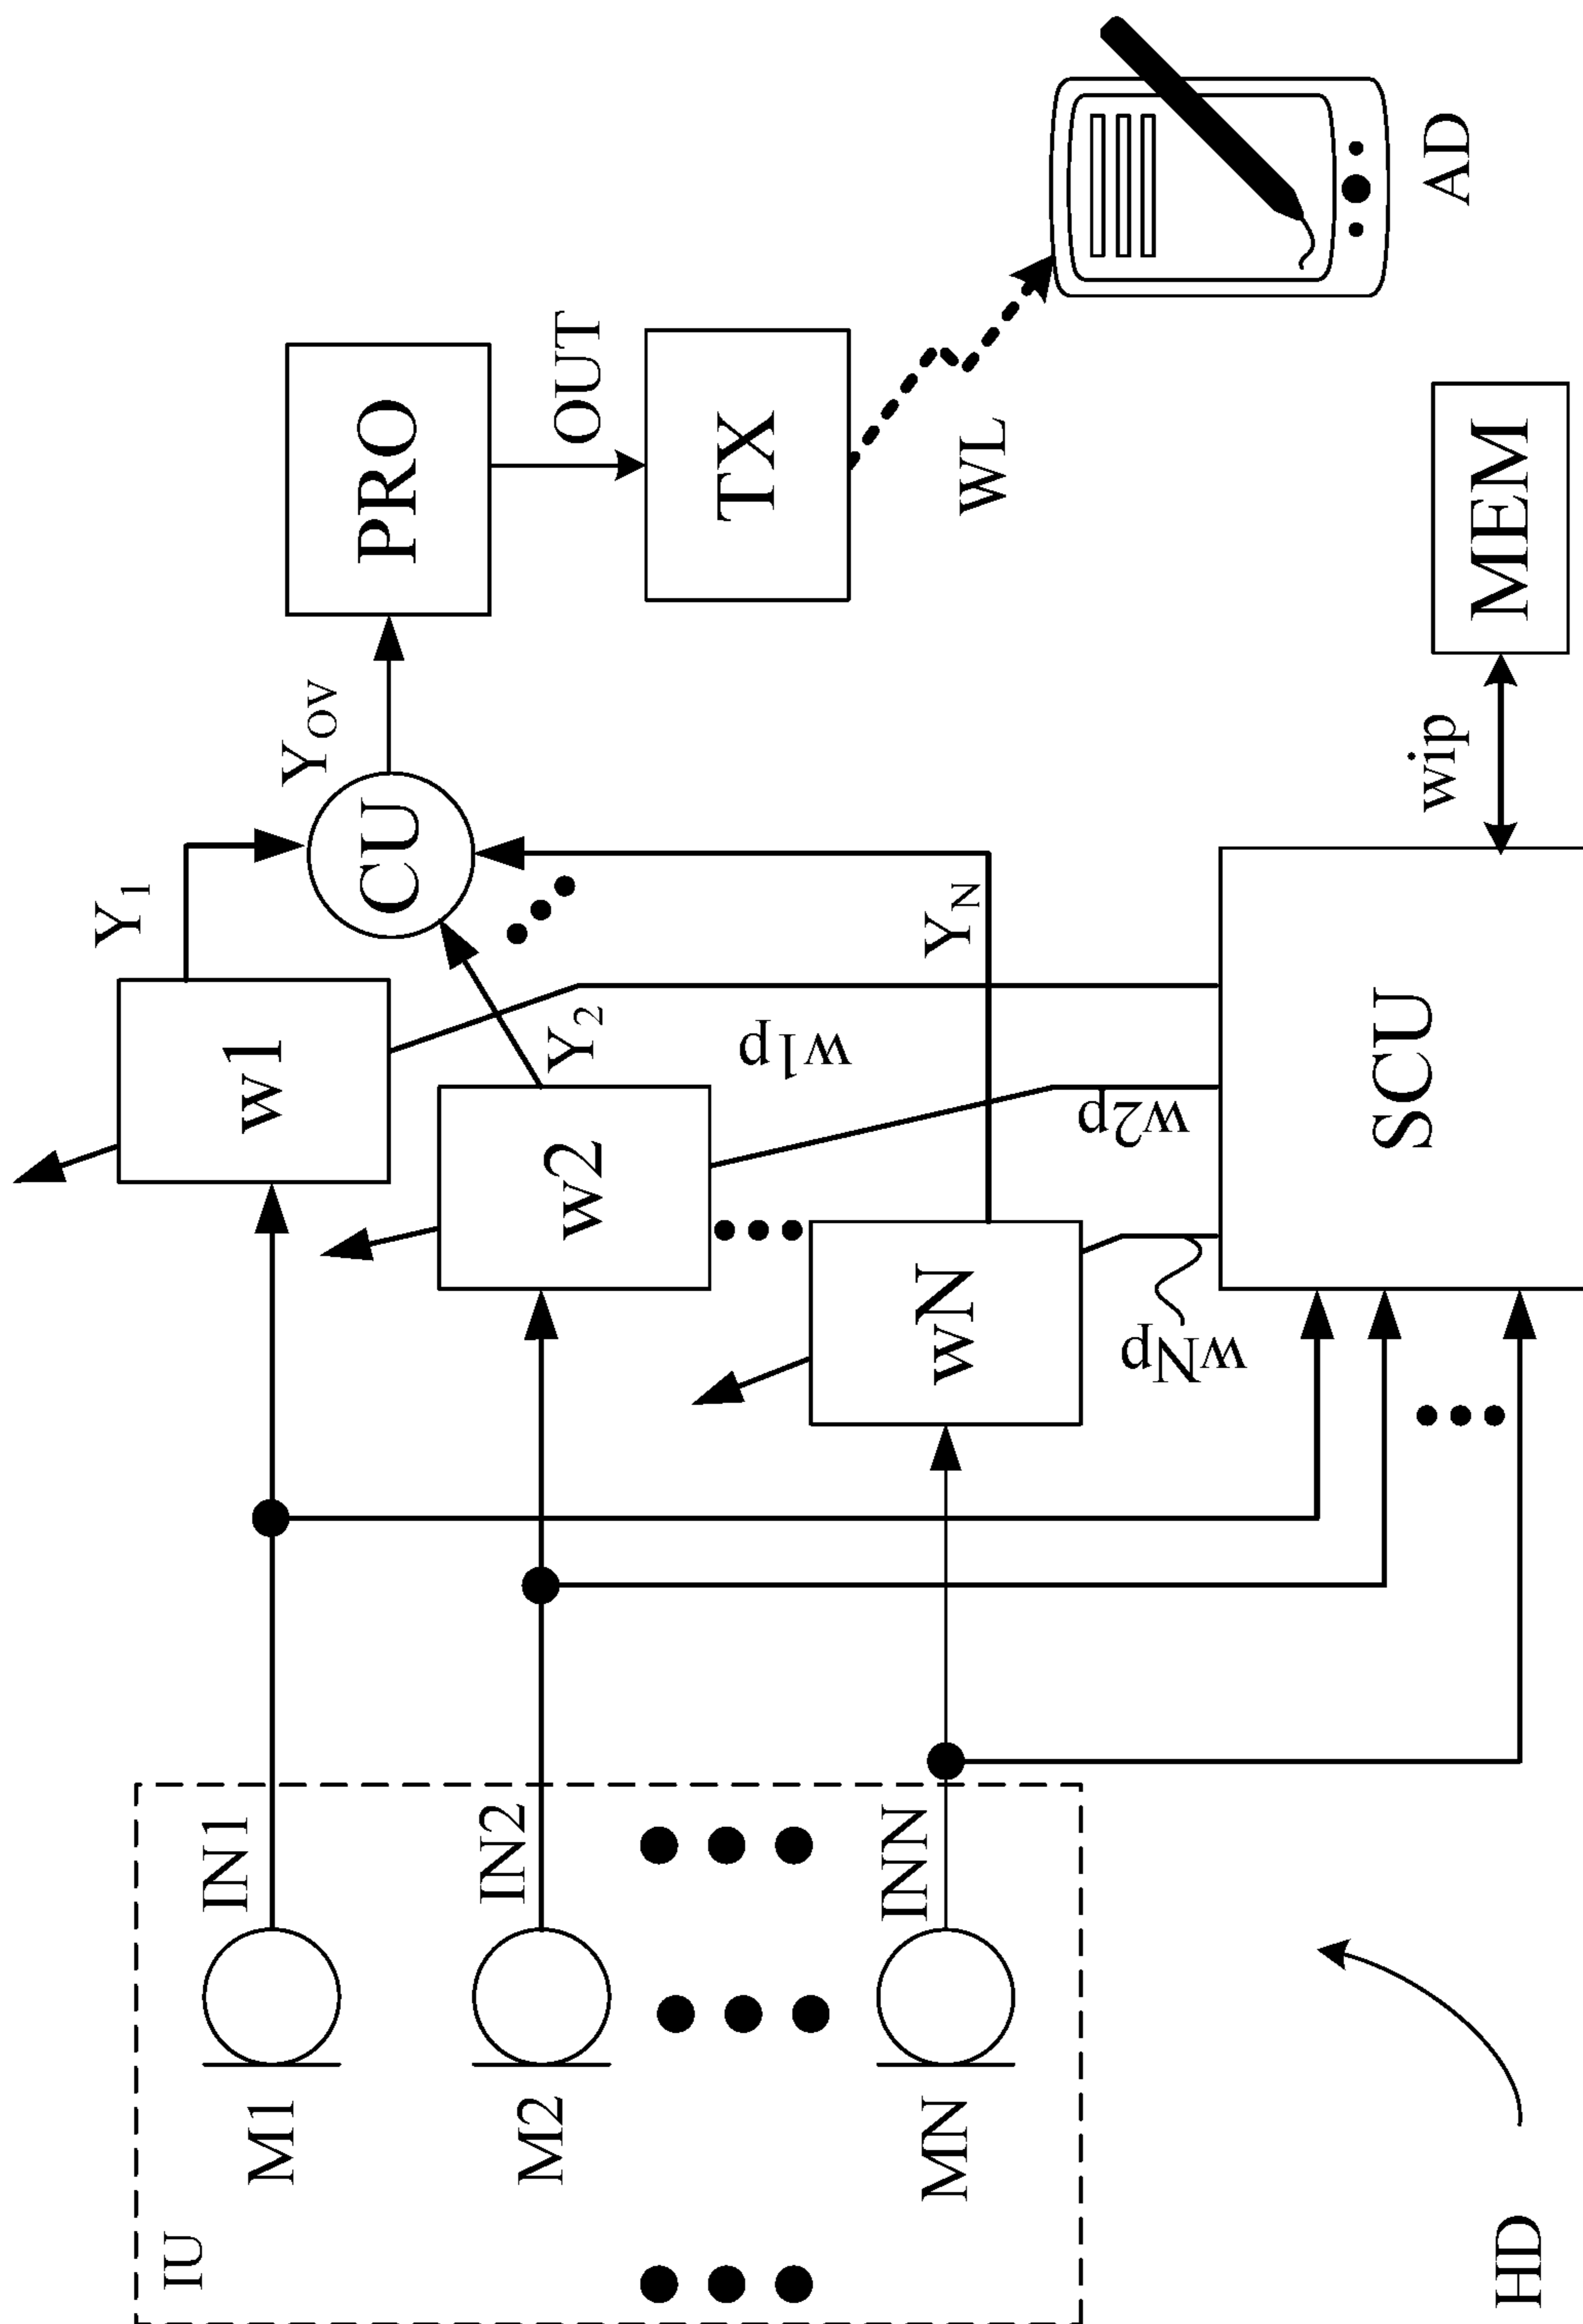 IU
M1
IN1
M2
IN2
MN
INN
w1
w2
wN
Y1
Y2
YN
w1p
w2p
wNp
CU
YOV
PRO
OUT
TX
WL
AD
SCU
wip
MEM
HD